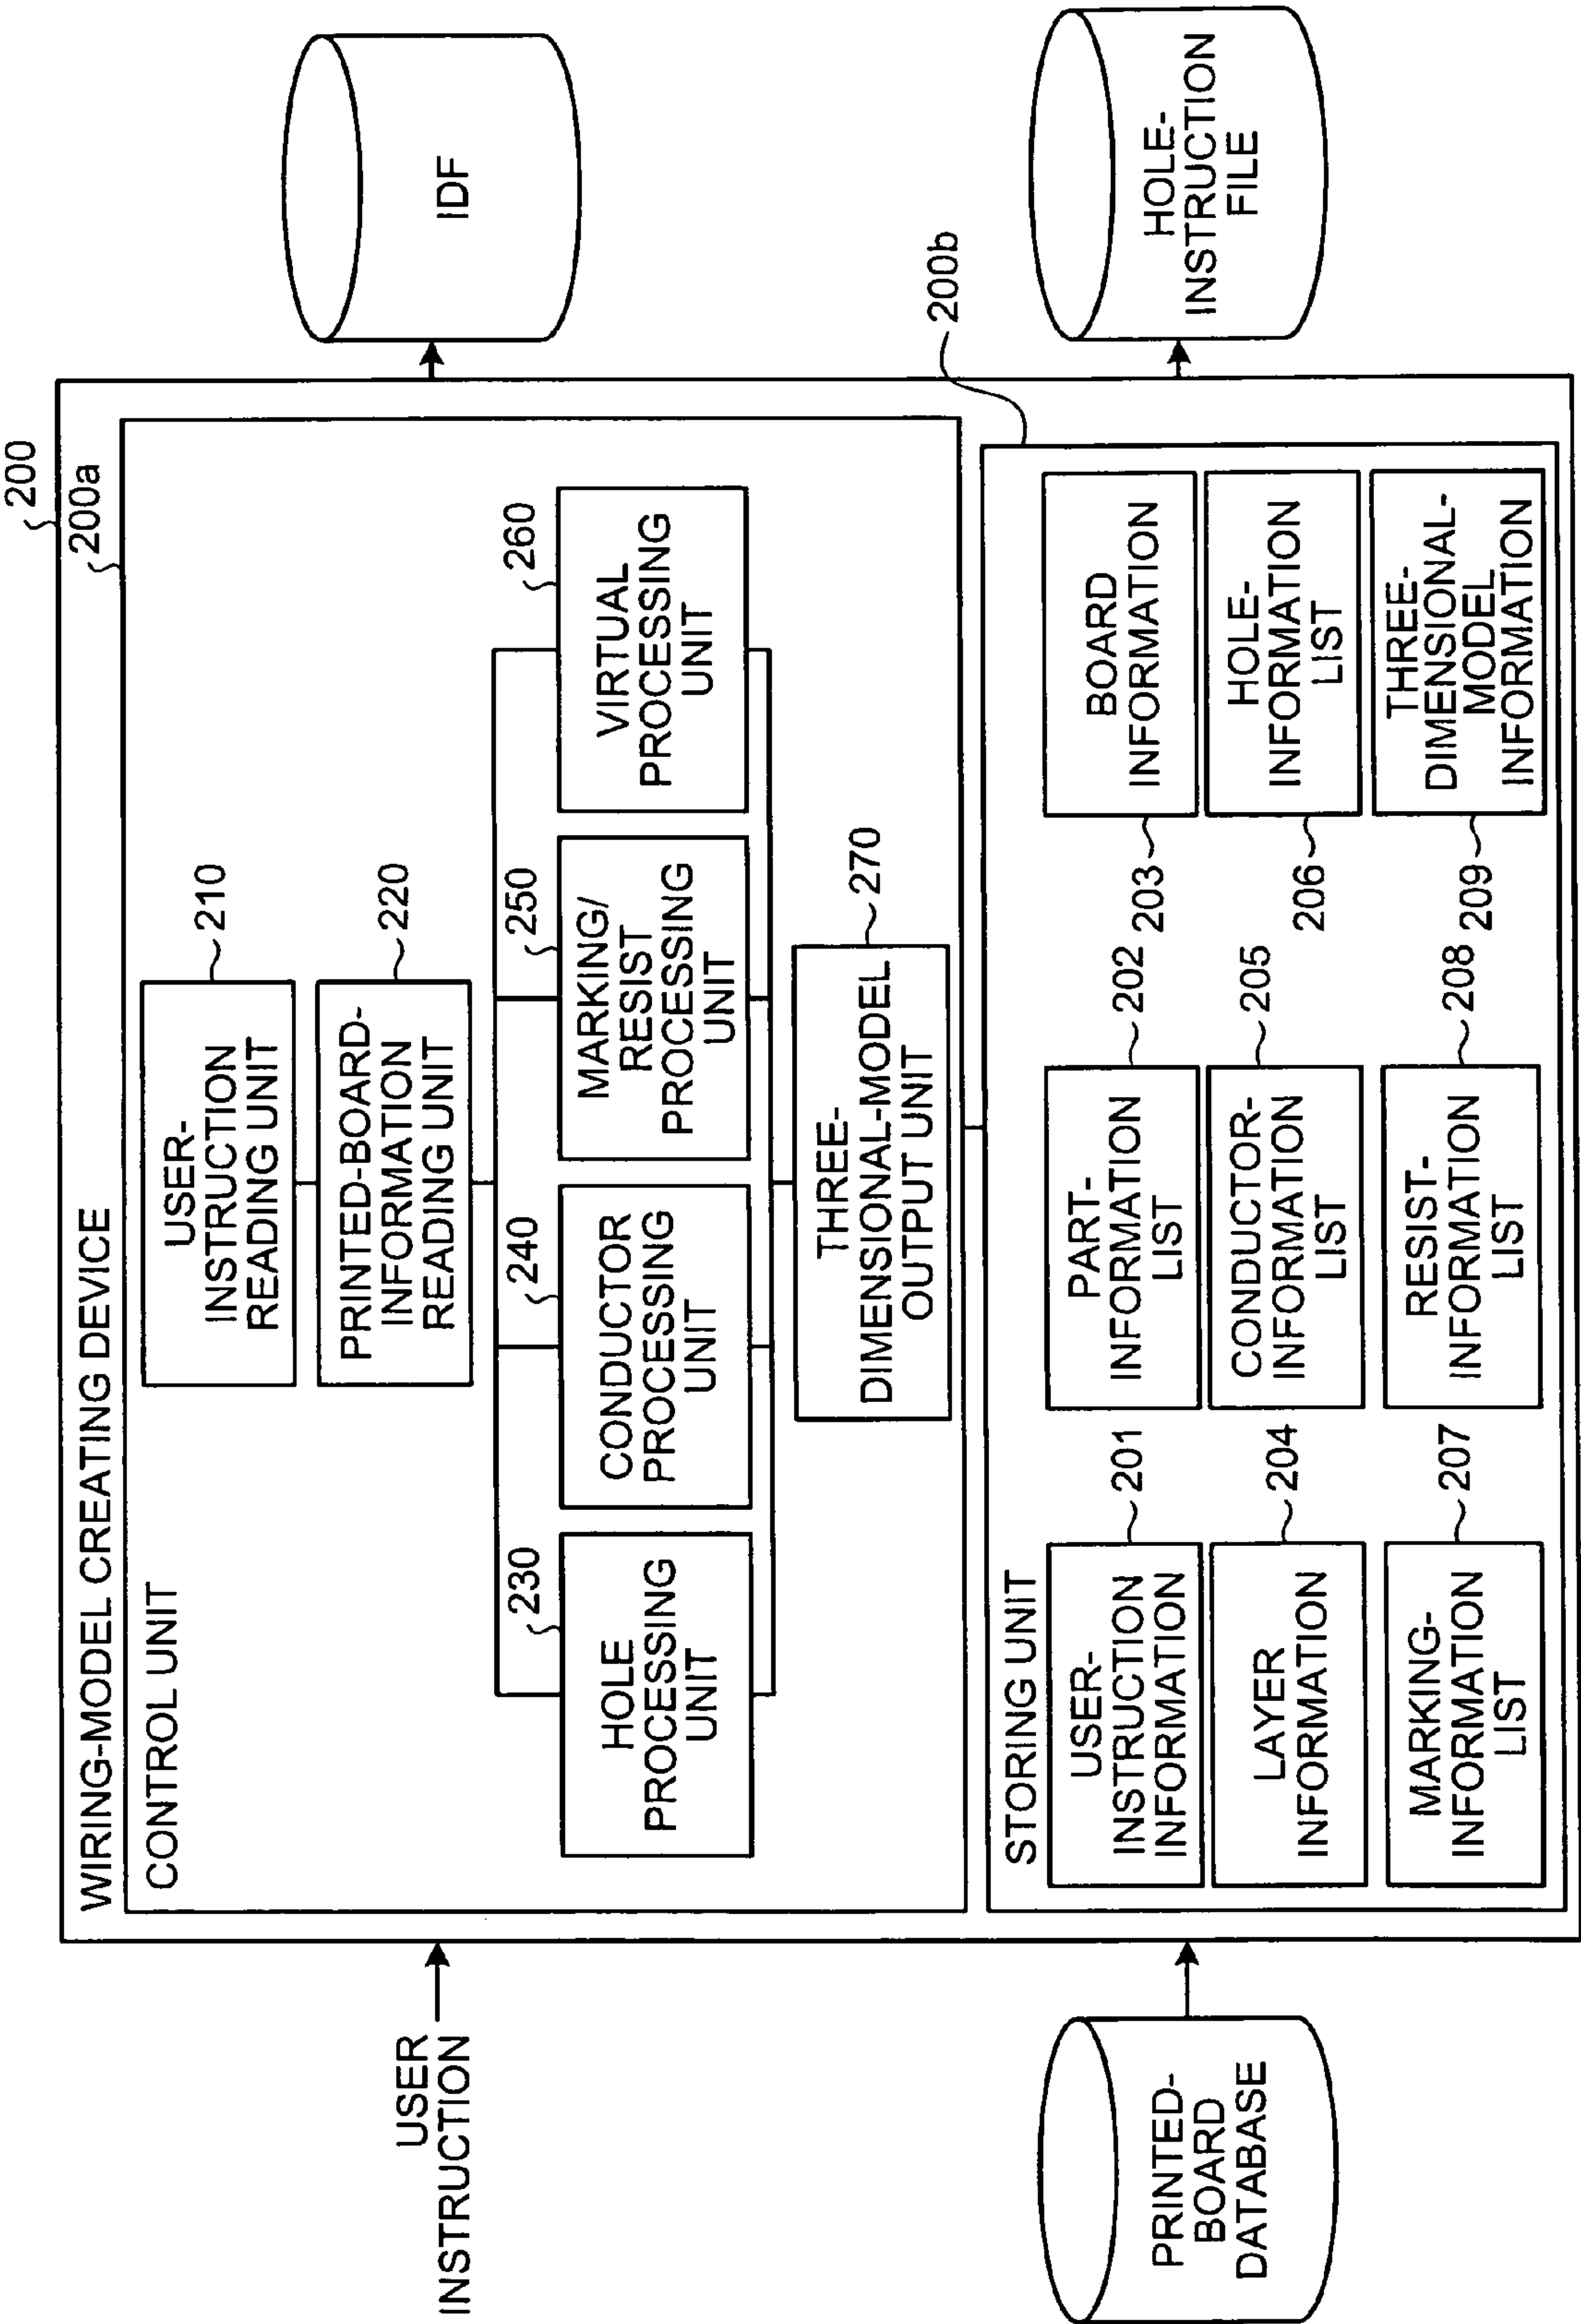 200
WIRING-MODEL CREATING DEVICE
200a
CONTROL UNIT
USER-
INSTRUCTION
READING UNIT
210
PRINTED-BOARD-
INFORMATION
READING UNIT
220
230
HOLE
PROCESSING
UNIT
240
CONDUCTOR
PROCESSING
UNIT
250
MARKING/
RESIST
PROCESSING
UNIT
260
VIRTUAL
PROCESSING
UNIT
THREE-
DIMENSIONAL-MODEL
OUTPUT UNIT
270
USER
INSTRUCTION
IDF
200b
STORING UNIT
USER-
INSTRUCTION
INFORMATION
201
PART-
INFORMATION
LIST
202
203
BOARD
INFORMATION
LAYER
INFORMATION
204
CONDUCTOR-
INFORMATION
LIST
205
206
HOLE-
INFORMATION
LIST
MARKING-
INFORMATION
LIST
207
RESIST-
INFORMATION
LIST
208
209
THREE-
DIMENSIONAL-
MODEL
INFORMATION
PRINTED-
BOARD
DATABASE
HOLE-
INSTRUCTION
FILE